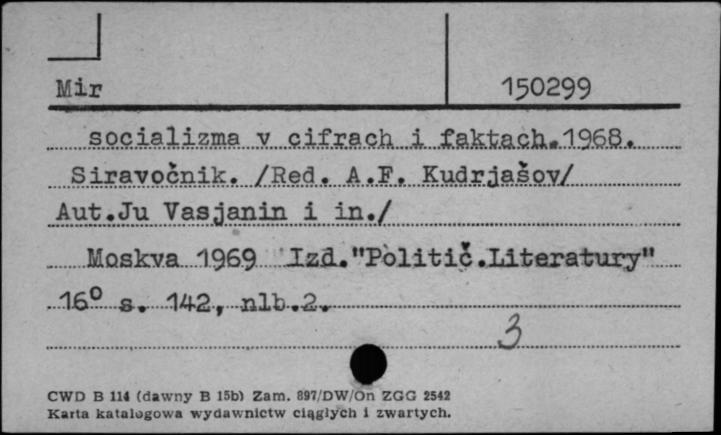 Mir 150299
socializma v cifrach i faktach.1968.
Siravočnik. /Red. A.F. Kudrjašov/
Aut.Ju Vasjanin i in./
Moskva 1969 Izd."Politič.Literatury"
16° s. 142, nlb.2.
3
CWD B 114 (dawny B 15b) Zam. 897/DW/On ZGG 2542
Karta katalogowa wydawnictw ciągłych i zwartych.